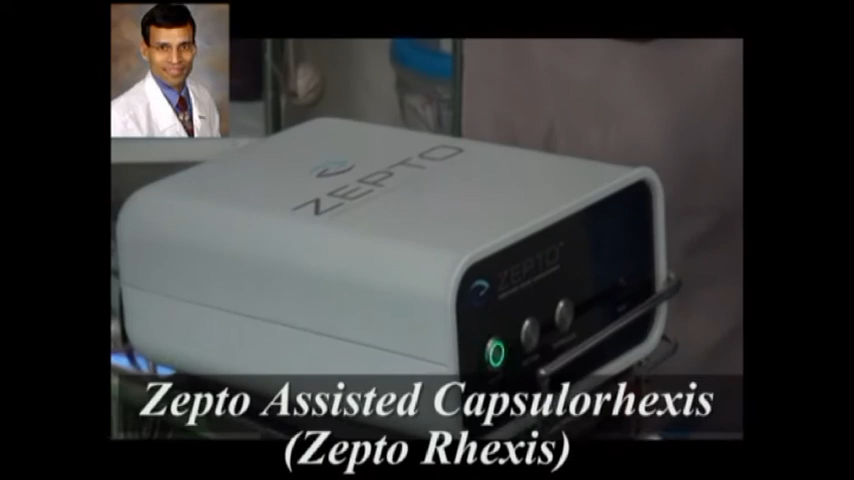 ZEPTO
ZEPTO
Zepto Assisted Capsulorhexis
(Zepto Rhexis)